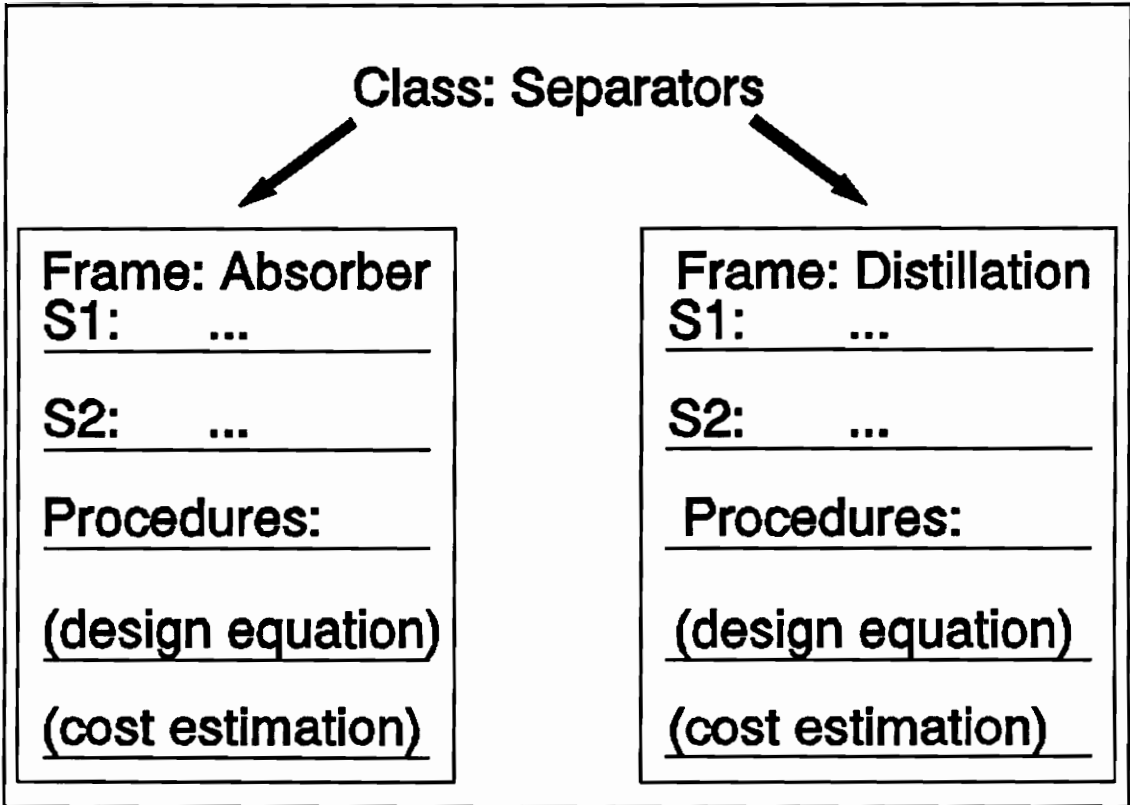 Class: Separators
Frame: Absorber
S1: ...
S2: ...
Procedures:
(design equation)
(cost estimation)
Frame: Distillation
S1: ...
S2: ...
Procedures:
(design equation)
(cost estimation)